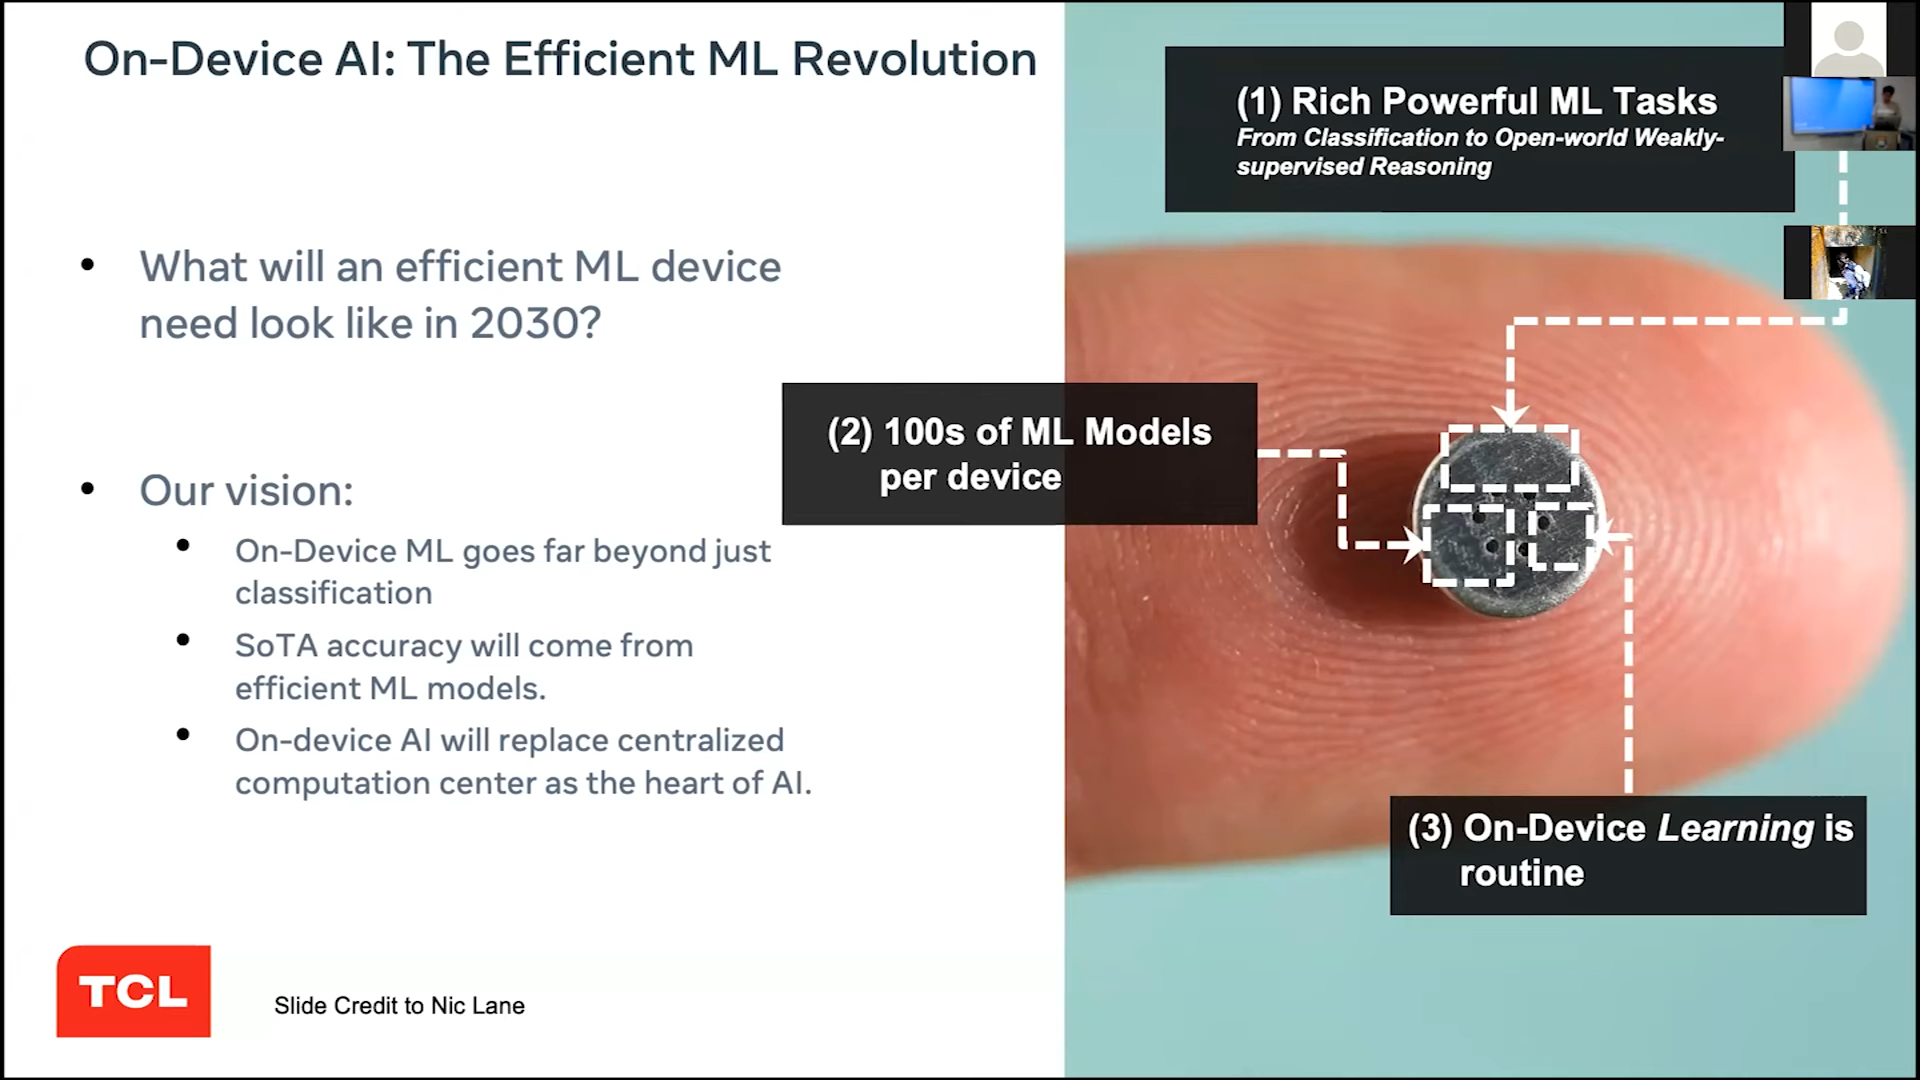 On-Device AI: The Efficient ML Revolution
(1) Rich Powerful ML Tasks
From Classification to Open-world Weakly-
supervised Reasoning
What will an efficient ML device
need look like in 2030?
(2) 100s of ML Models
per device
Our vision:
On-Device ML goes far beyond just
classification
SoTA accuracy will come from
efficient ML models.
On-device AI will replace centralized
computation center as the heart of AI.
(3) On-Device Learning is
routine
TCL
Slide Credit to Nic Lane